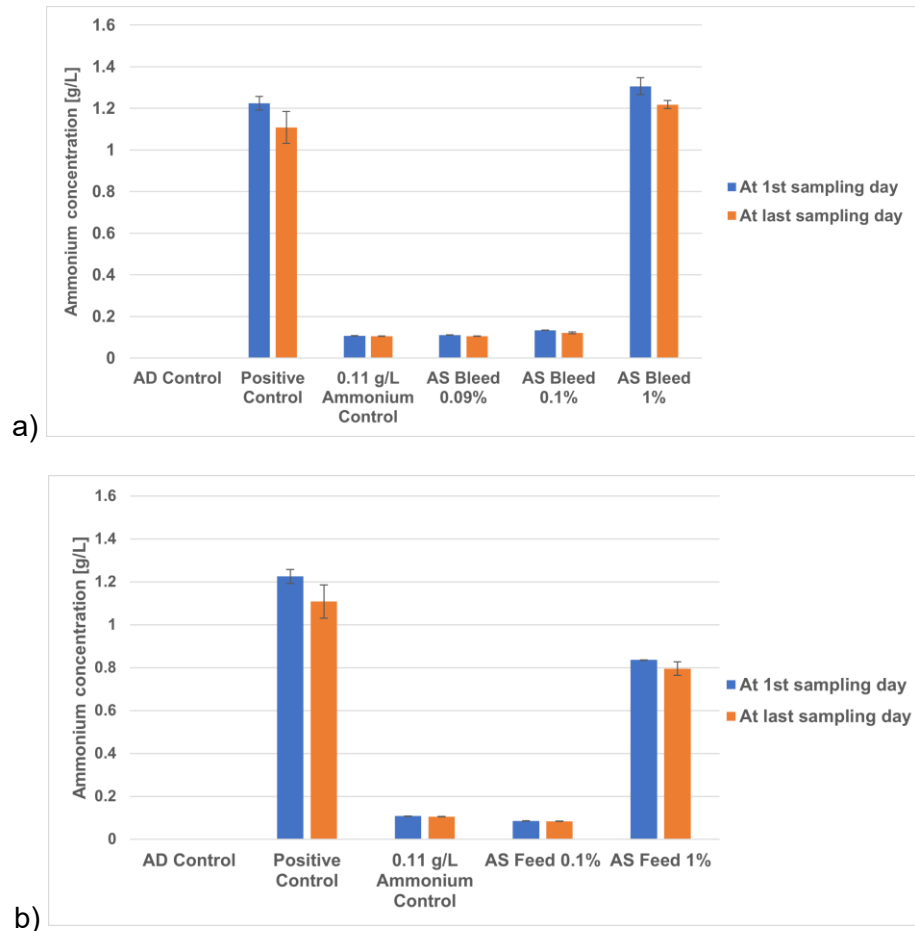 1.6
1.4
1.2
1
0.8
0.6
0.4
0.2
0
Ammonium concentration [g/L]
AD Control
Positive
Control
0.11 g/L
Ammonium
Control
AS Bleed
0.09%
AS Bleed
0.1%
AS Bleed
1%
At 1st sampling day
At last sampling day
a)
1.6
1.4
1.2
1
0.8
0.6
0.4
0.2
0
Ammonium concentration [g/L]
AD Control
Positive
Control
0.11 g/L
Ammonium
Control
AS Feed 0.1%
AS Feed 1%
At 1st sampling day
At last sampling day
b)